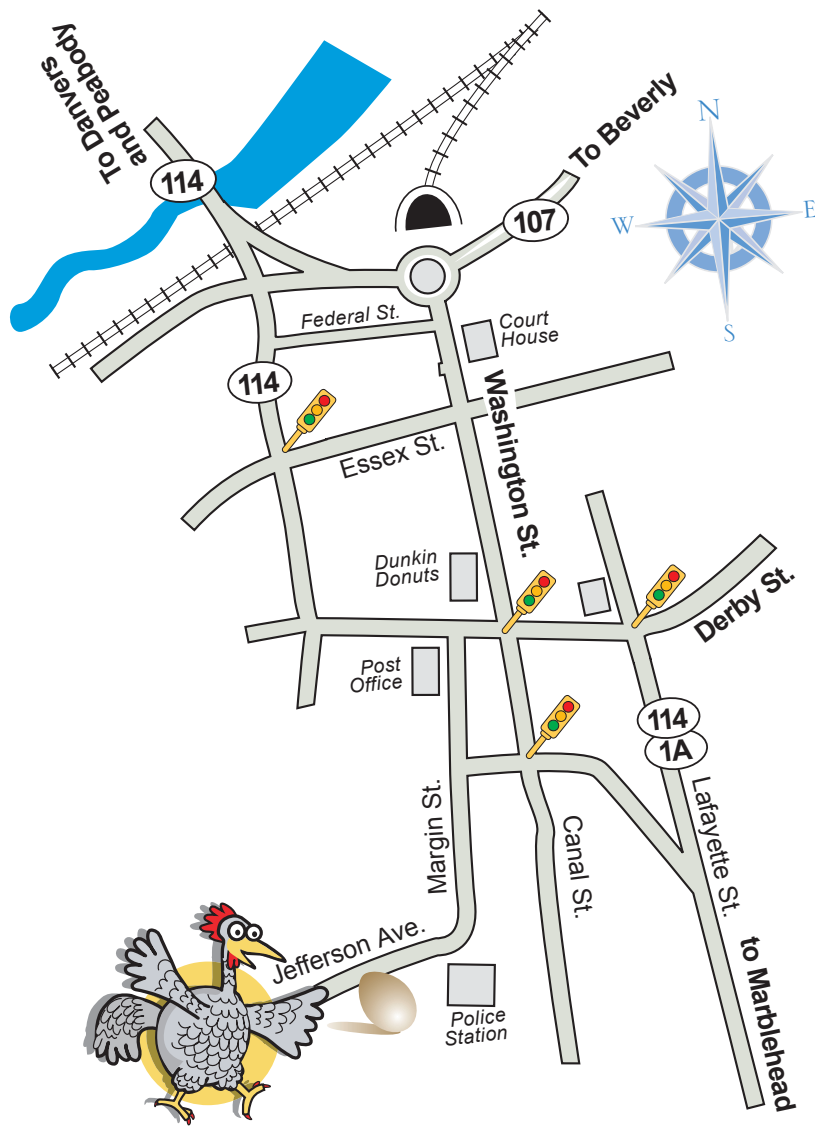 To Danvers
and Peabody
114
To Beverly
107
N
W
E
S
Federal St.
Court
House
114
Washington St.
Essex St.
Dunkin
Donuts
Derby St.
Post
Office
114
1A
Lafayette St.
Margin St.
Canal St.
Jefferson Ave.
to Marblehead
Police
Station